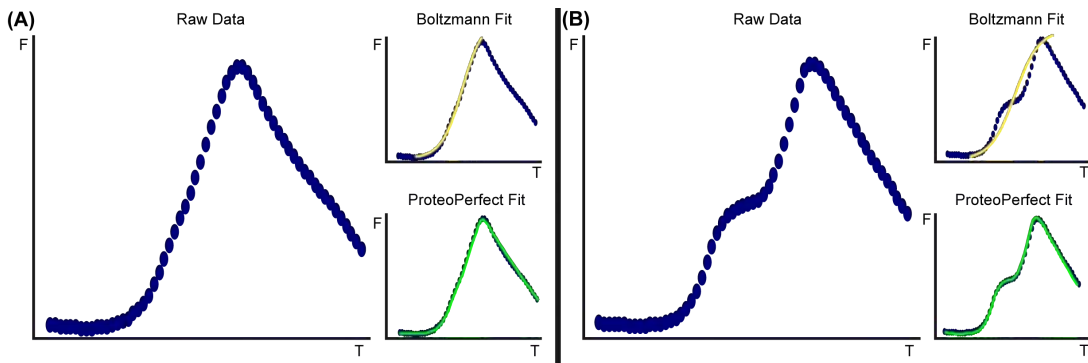 (A)
Raw Data
F
T
Boltzmann Fit
F
T
ProteoPerfect Fit
F
T
(B)
Raw Data
F
T
Boltzmann Fit
F
T
ProteoPerfect Fit
F
T